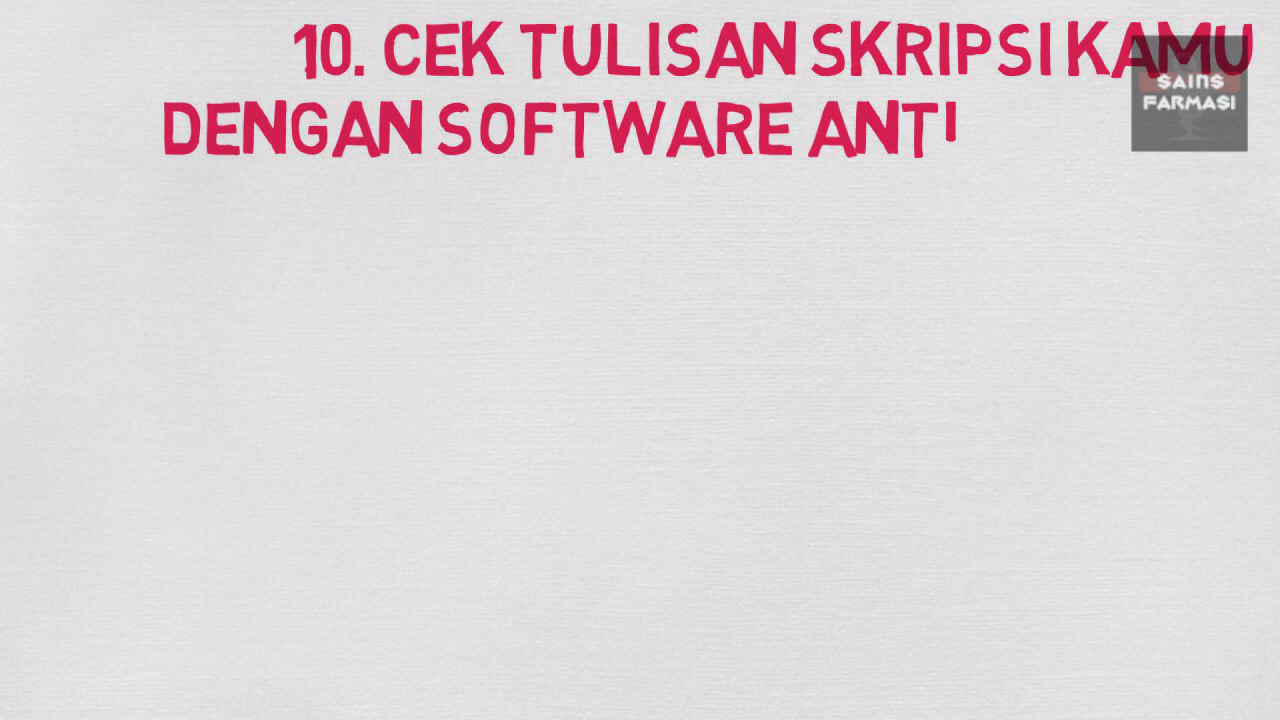 10. CEK TULISAN SKRIPSI KAMU
DENGAN SOFTWARE ANTI
SAINS
FARMASI